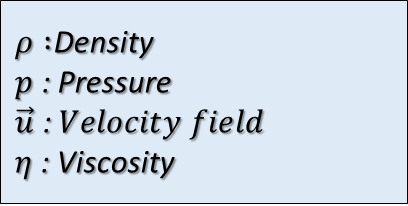 ρ : Density
p : Pressure
u⃗ : Velocity field
η : Viscosity